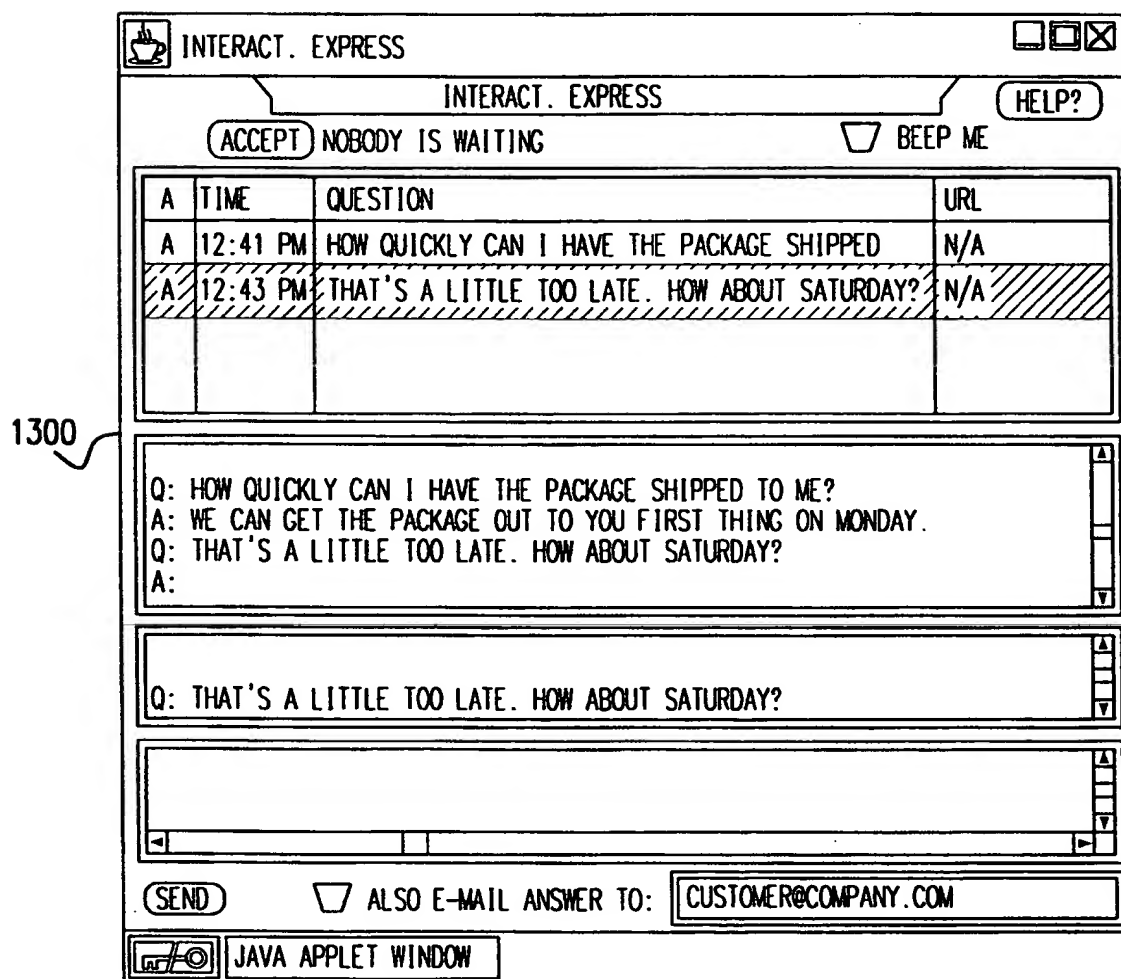 INTERACT. EXPRESS
INTERACT. EXPRESS
HELP?
ACCEPT NOBODY IS WAITING BEEP ME
A TIME QUESTION URL
A 12:41 PM HOW QUICKLY CAN I HAVE THE PACKAGE SHIPPED N/A
A 12:43 PM THAT'S A LITTLE TOO LATE. HOW ABOUT SATURDAY? N/A
1300
Q: HOW QUICKLY CAN I HAVE THE PACKAGE SHIPPED TO ME?
A: WE CAN GET THE PACKAGE OUT TO YOU FIRST THING ON MONDAY.
Q: THAT'S A LITTLE TOO LATE. HOW ABOUT SATURDAY?
A:
Q: THAT'S A LITTLE TOO LATE. HOW ABOUT SATURDAY?
SEND ALSO E-MAIL ANSWER TO: CUSTOMER@COMPANY.COM
JAVA APPLET WINDOW